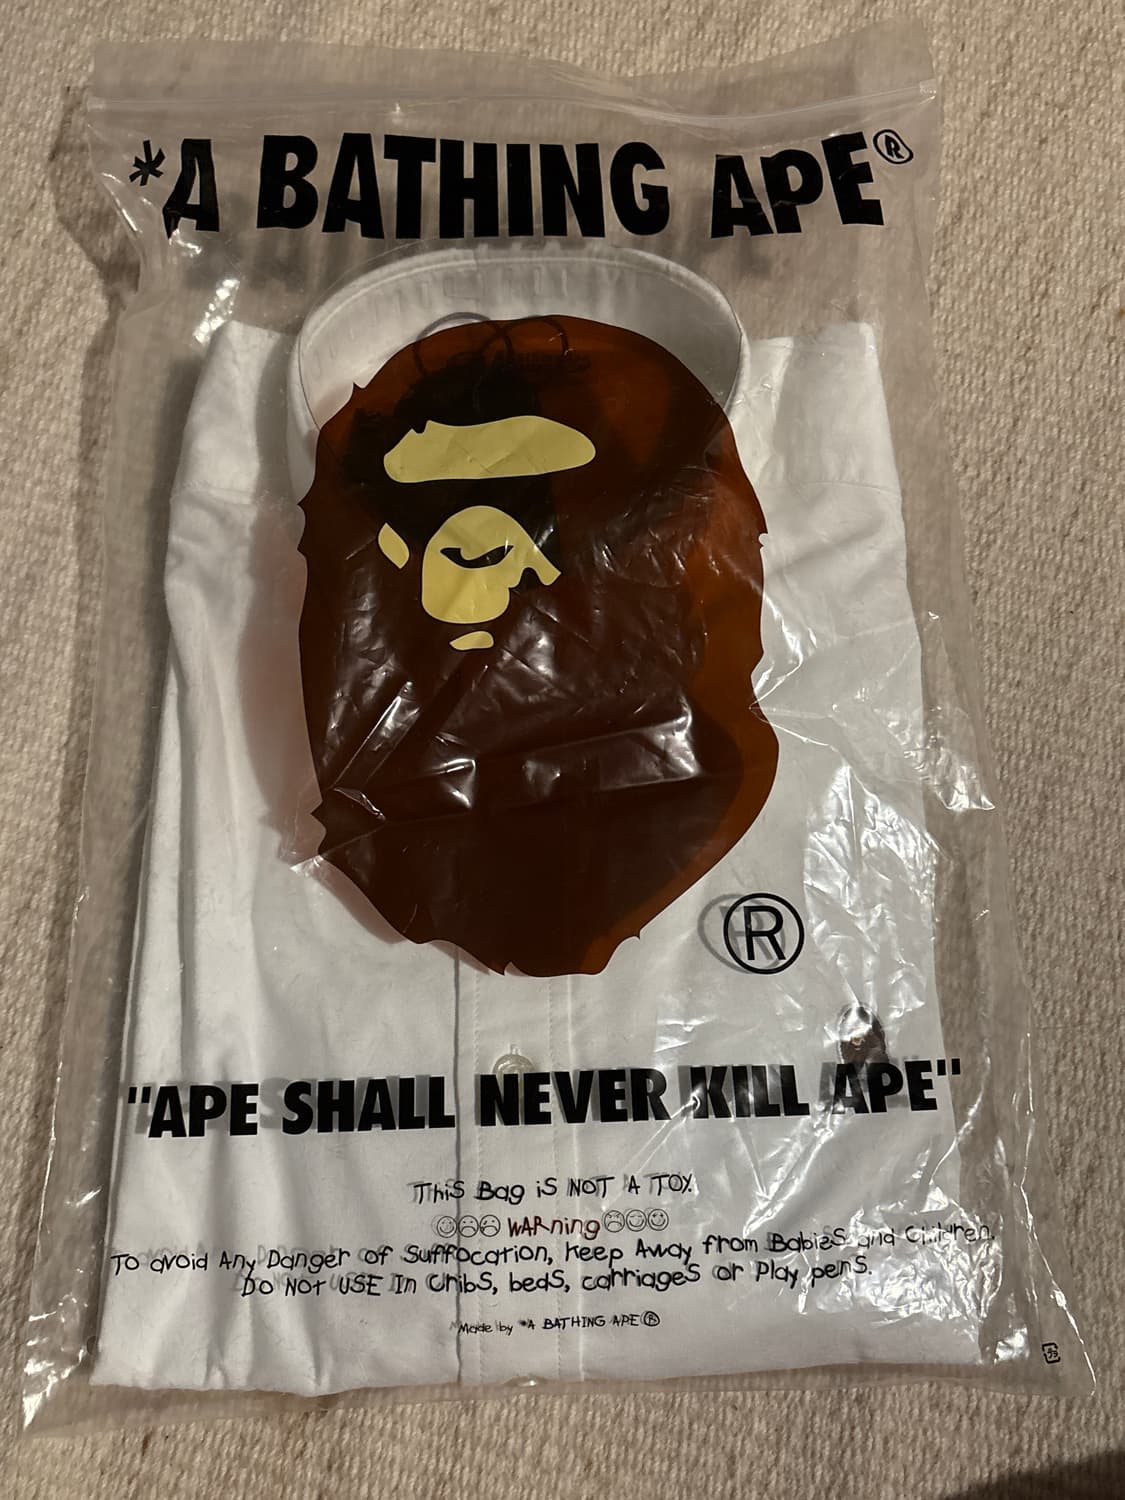 *A BATHING APE®
®
"APE SHALL NEVER KILL APE"
THiS Bag iS NOT A TOY.
WARning
To avoid Any Danger of Suffocation, Keep Away from BabieS and Children.
DO NOT USE In CribS, bedS, carriageS or Play penS.
Made by *A BATHING APE®